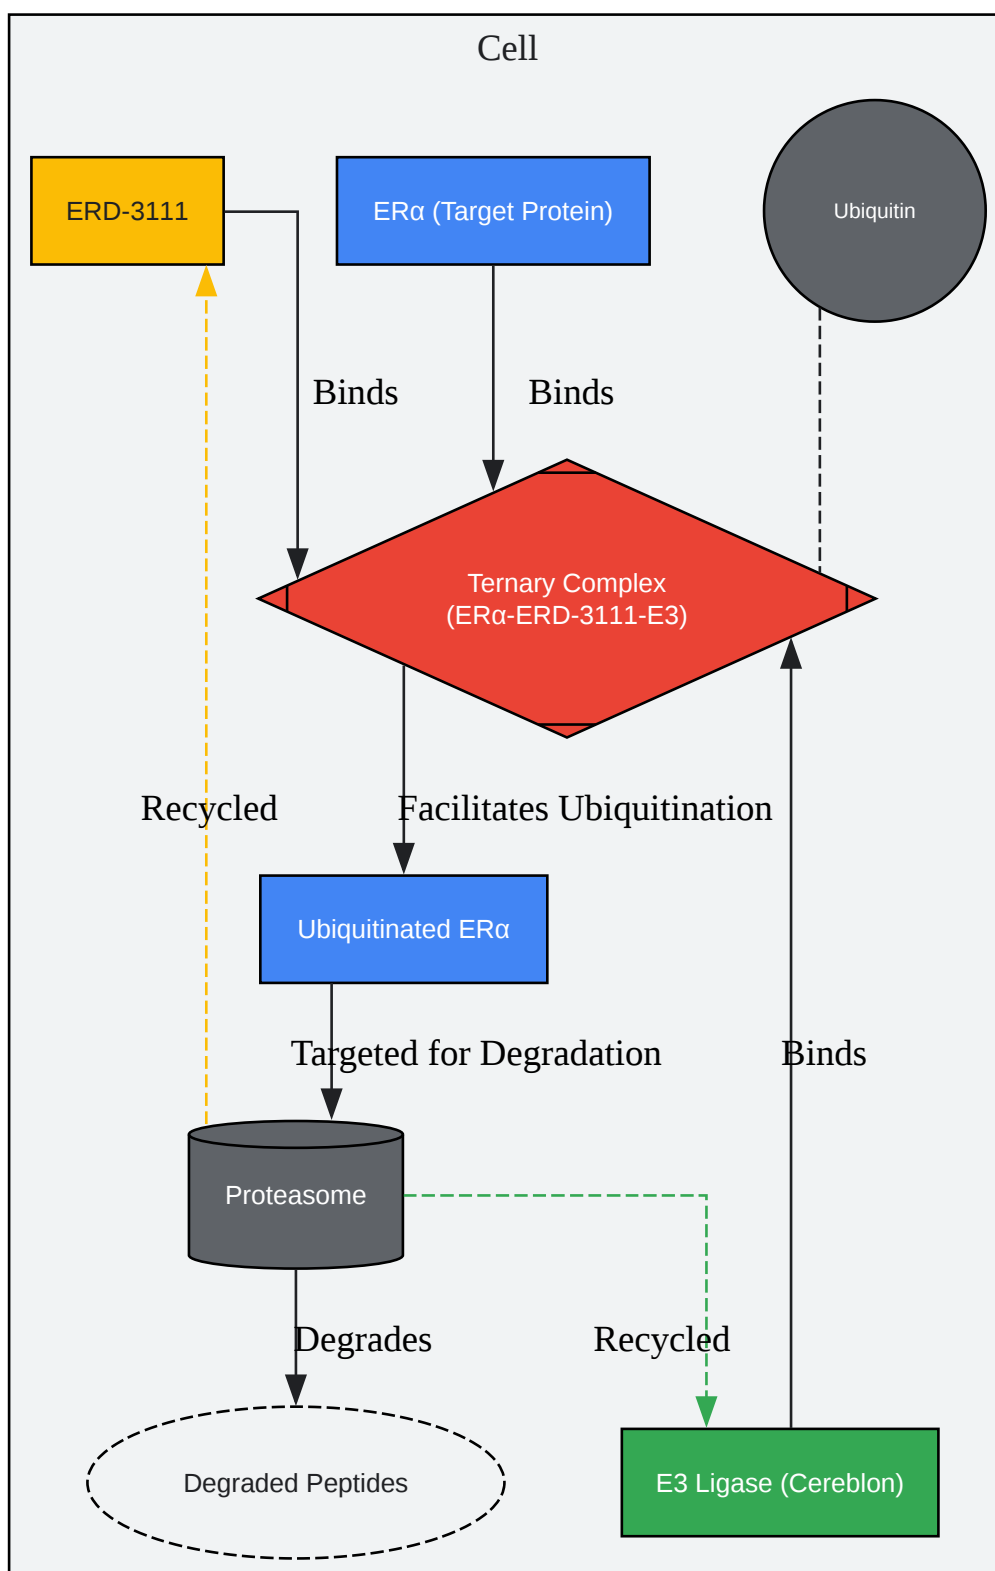 Cell
ERD-3111
ERα (Target Protein)
Ubiquitin
Binds
Binds
Ternary Complex
(ERα-ERD-3111-E3)
Recycled
Facilitates Ubiquitination
Ubiquitinated ERα
Targeted for Degradation
Binds
Proteasome
Degrades
Recycled
Degraded Peptides
E3 Ligase (Cereblon)